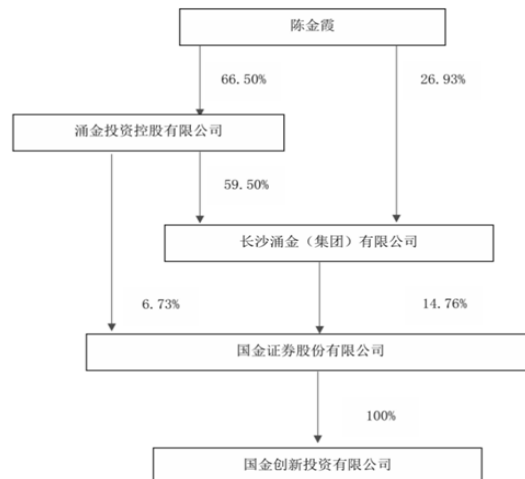 陈金霞
66.50%
26.93%
涌金投资控股有限公司
59.50%
长沙涌金（集团）有限公司
6.73%
14.76%
国金证券股份有限公司
100%
国金创新投资有限公司